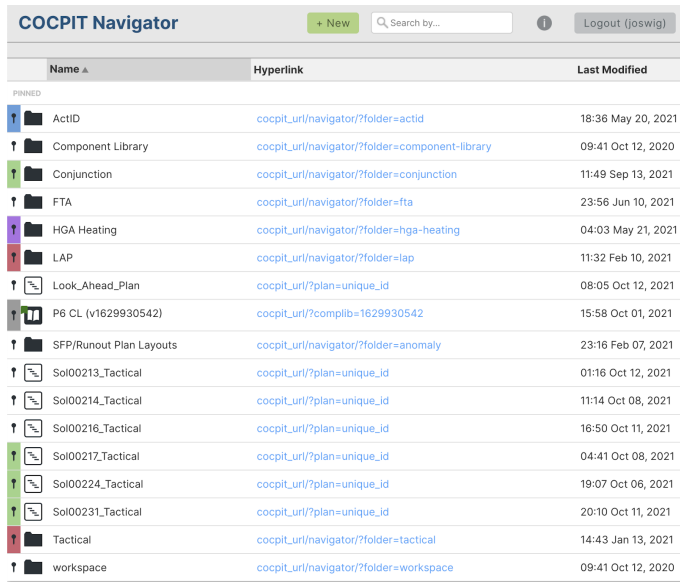 COCPIT Navigator + New Search by... i Logout (joswig)
Name ▲ Hyperlink Last Modified
PINNED
ActID cocpit_url/navigator/?folder=actid 18:36 May 20, 2021
Component Library cocpit_url/navigator/?folder=component-library 09:41 Oct 12, 2020
Conjunction cocpit_url/navigator/?folder=conjunction 11:49 Sep 13, 2021
FTA cocpit_url/navigator/?folder=fta 23:56 Jun 10, 2021
HGA Heating cocpit_url/navigator/?folder=hga-heating 04:03 May 21, 2021
LAP cocpit_url/navigator/?folder=lap 11:32 Feb 10, 2021
Look_Ahead_Plan cocpit_url/?plan=unique_id 08:05 Oct 12, 2021
P6 CL (v1629930542) cocpit_url/?complib=1629930542 15:58 Oct 01, 2021
SFP/Runout Plan Layouts cocpit_url/navigator/?folder=anomaly 23:16 Feb 07, 2021
Sol00213_Tactical cocpit_url/?plan=unique_id 01:16 Oct 12, 2021
Sol00214_Tactical cocpit_url/?plan=unique_id 11:14 Oct 08, 2021
Sol00216_Tactical cocpit_url/?plan=unique_id 16:50 Oct 11, 2021
Sol00217_Tactical cocpit_url/?plan=unique_id 04:41 Oct 08, 2021
Sol00224_Tactical cocpit_url/?plan=unique_id 19:07 Oct 06, 2021
Sol00231_Tactical cocpit_url/?plan=unique_id 20:10 Oct 11, 2021
Tactical cocpit_url/navigator/?folder=tactical 14:43 Jan 13, 2021
workspace cocpit_url/navigator/?folder=workspace 09:41 Oct 12, 2020